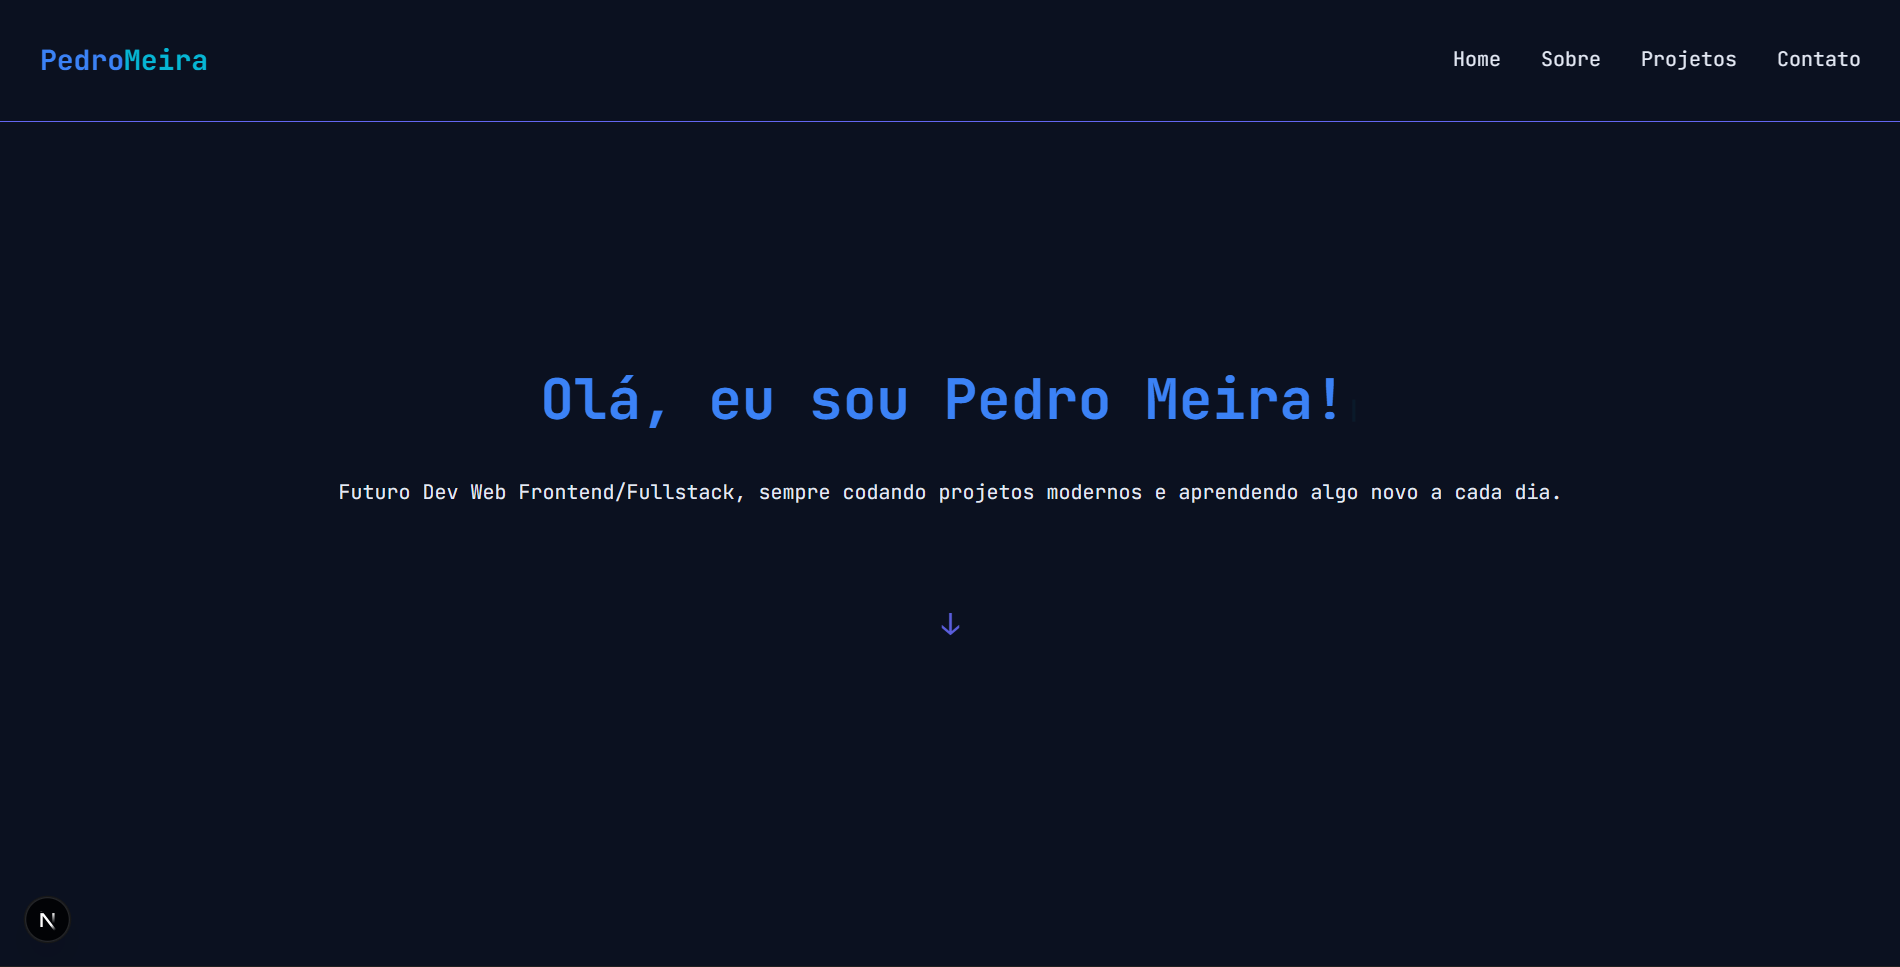 PedroMeira
Home Sobre Projetos Contato
Olá, eu sou Pedro Meira!
Futuro Dev Web Frontend/Fullstack, sempre codando projetos modernos e aprendendo algo novo a cada dia.
N